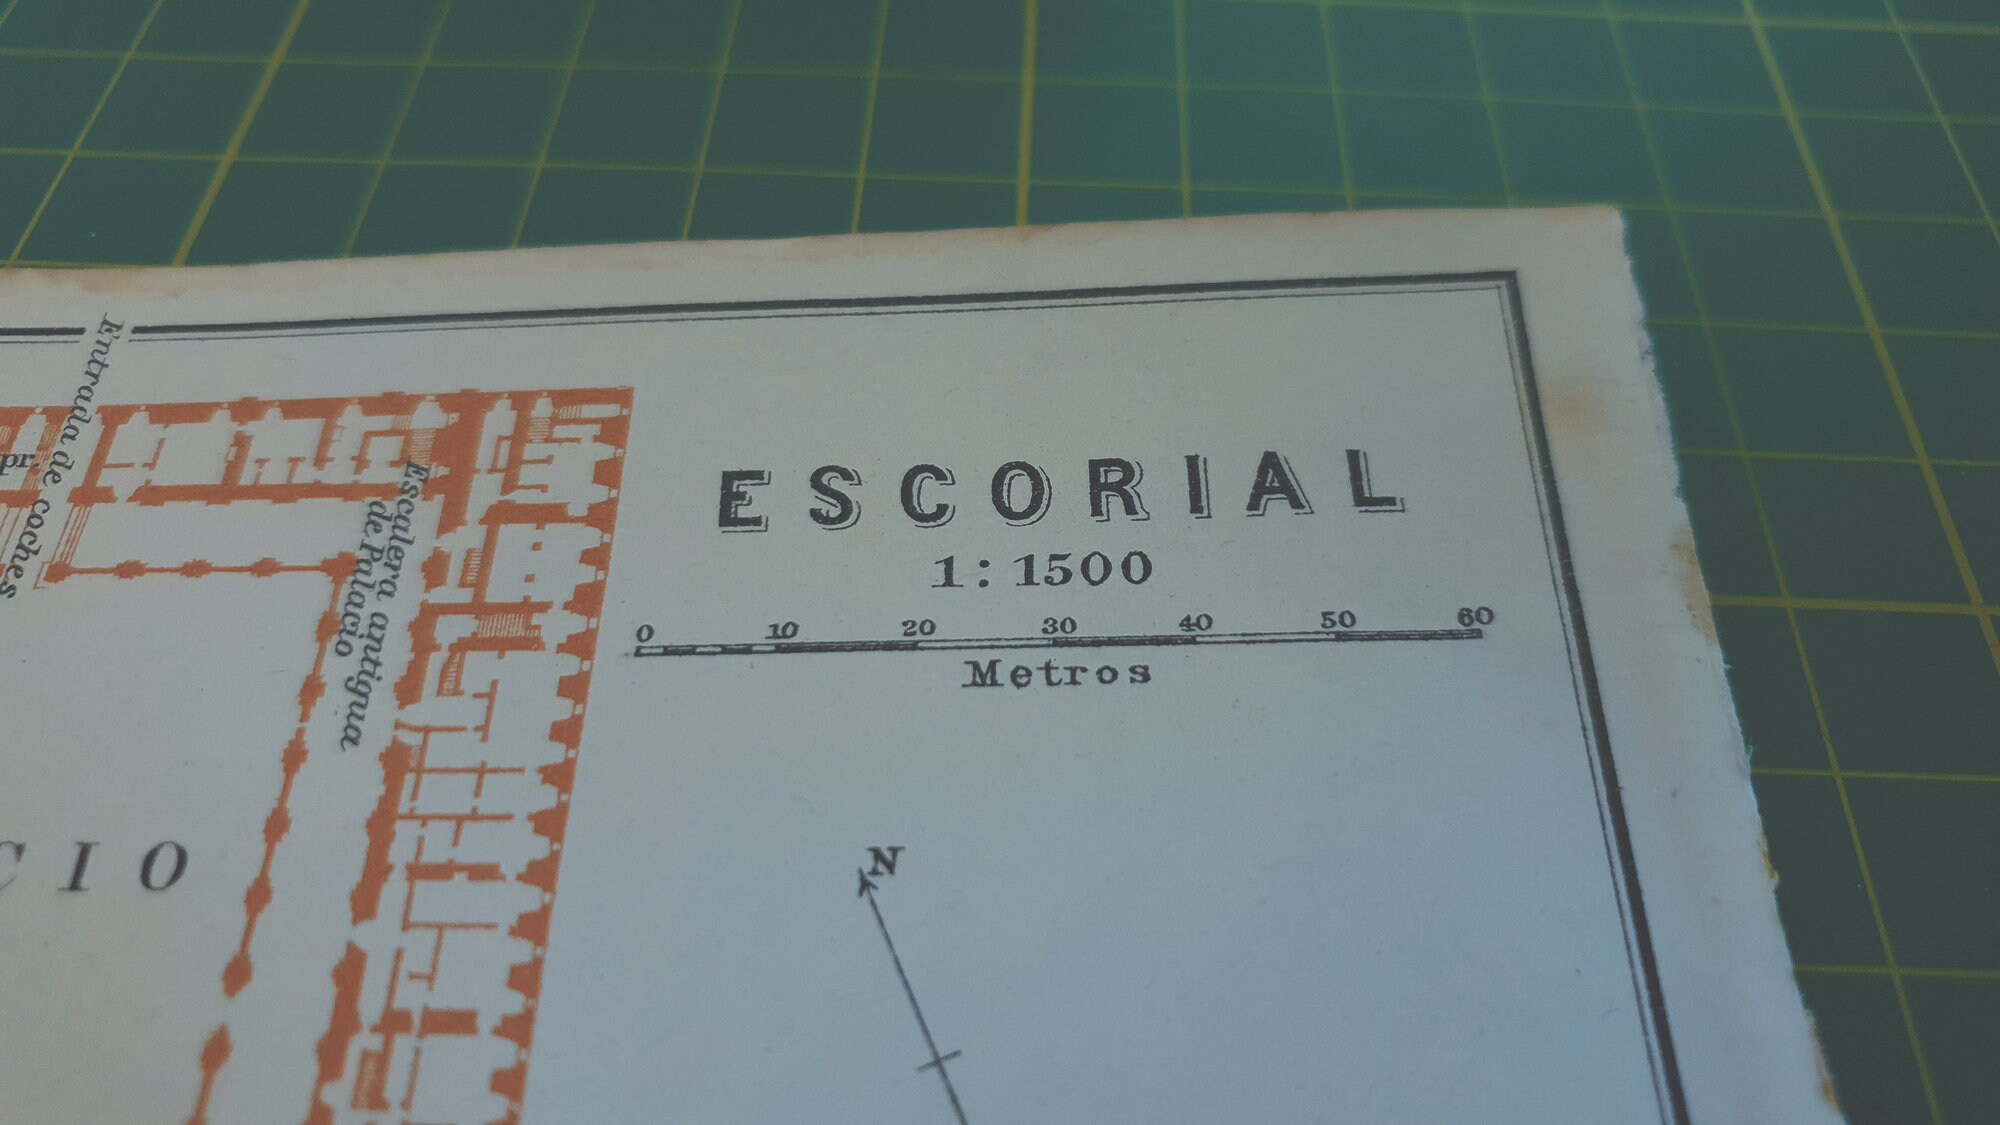 Entrada de coches
pr.
Escalera antigua
de Palacio
CIO
ESCORIAL
1:1500
0 10 20 30 40 50 60
Metros
N